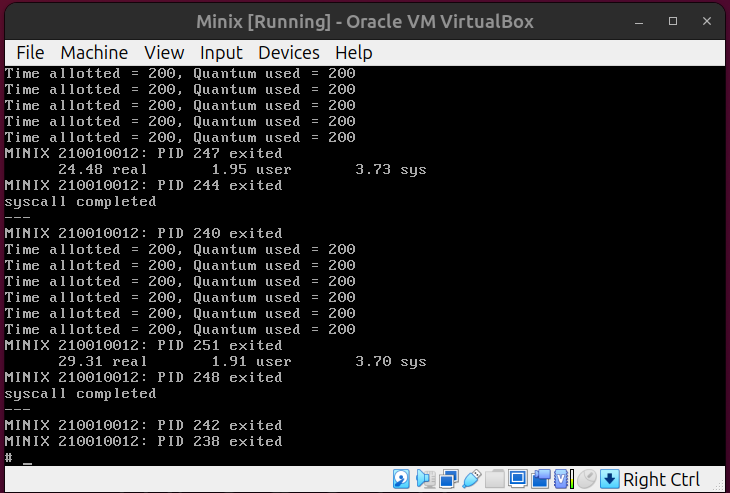 Minix [Running] - Oracle VM VirtualBox
File Machine View Input Devices Help
Time allotted = 200, Quantum used = 200
Time allotted = 200, Quantum used = 200
Time allotted = 200, Quantum used = 200
Time allotted = 200, Quantum used = 200
Time allotted = 200, Quantum used = 200
MINIX 210010012: PID 247 exited
24.48 real 1.95 user 3.73 sys
MINIX 210010012: PID 244 exited
syscall completed
---
MINIX 210010012: PID 240 exited
Time allotted = 200, Quantum used = 200
Time allotted = 200, Quantum used = 200
Time allotted = 200, Quantum used = 200
Time allotted = 200, Quantum used = 200
Time allotted = 200, Quantum used = 200
Time allotted = 200, Quantum used = 200
MINIX 210010012: PID 251 exited
29.31 real 1.91 user 3.70 sys
MINIX 210010012: PID 248 exited
syscall completed
---
MINIX 210010012: PID 242 exited
MINIX 210010012: PID 238 exited
# _
Right Ctrl